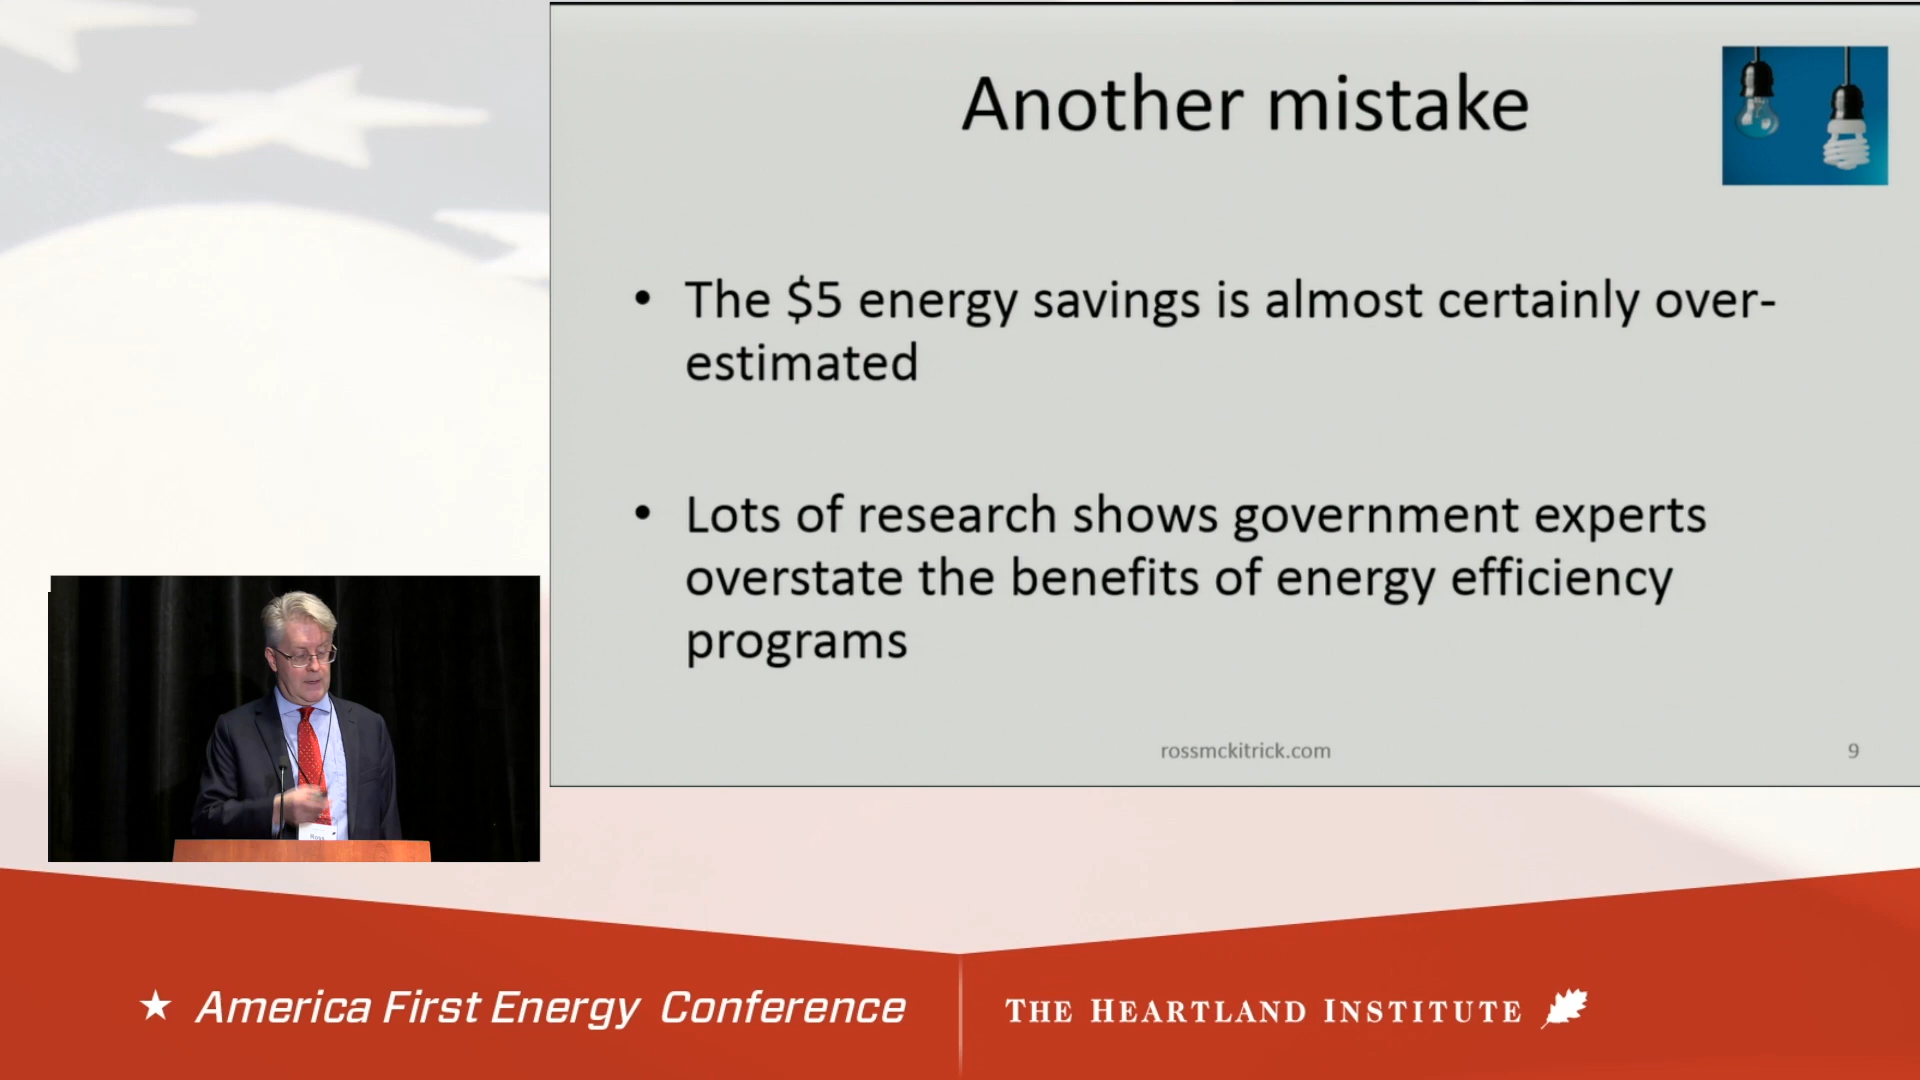 Another mistake
• The $5 energy savings is almost certainly over-
estimated
• Lots of research shows government experts
overstate the benefits of energy efficiency
programs
rossmckitrick.com
9
America First Energy Conference
THE HEARTLAND INSTITUTE